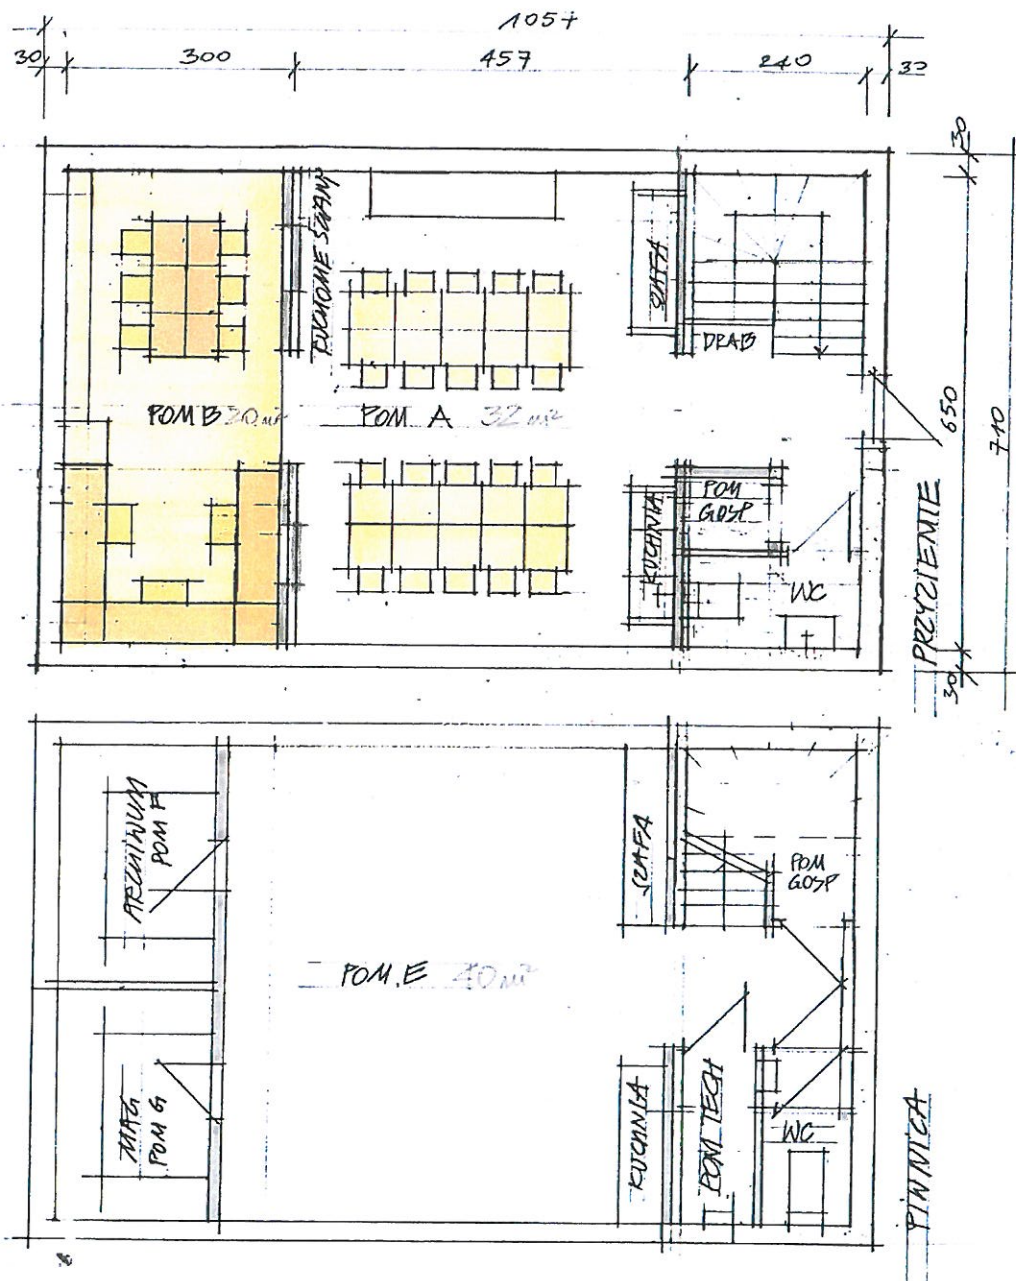 1057
30 300 457 240 30
30
650
710
30
PRZYZIEMIE
RUCHOME ŚCIANY
SZAFA
DRAB
POM B 20 m²
POM A 32 m²
KUCHNIA
POM
GOSP
WC
ARCHIWUM
POM F
SZAFA
POM
GOSP
POM. E 40 m²
MAG
POM G
KUCHNIA
POM TECH
WC
PIWNICA